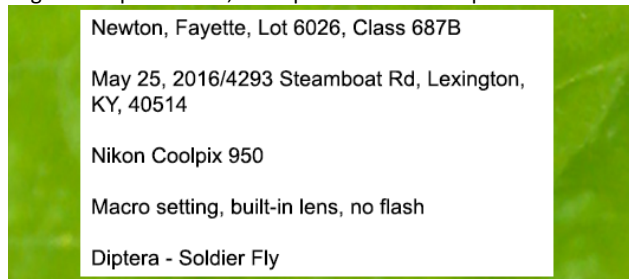 Newton, Fayette, Lot 6026, Class 687B
May 25, 2016/4293 Steamboat Rd, Lexington,
KY, 40514
Nikon Coolpix 950
Macro setting, built-in lens, no flash
Diptera - Soldier Fly